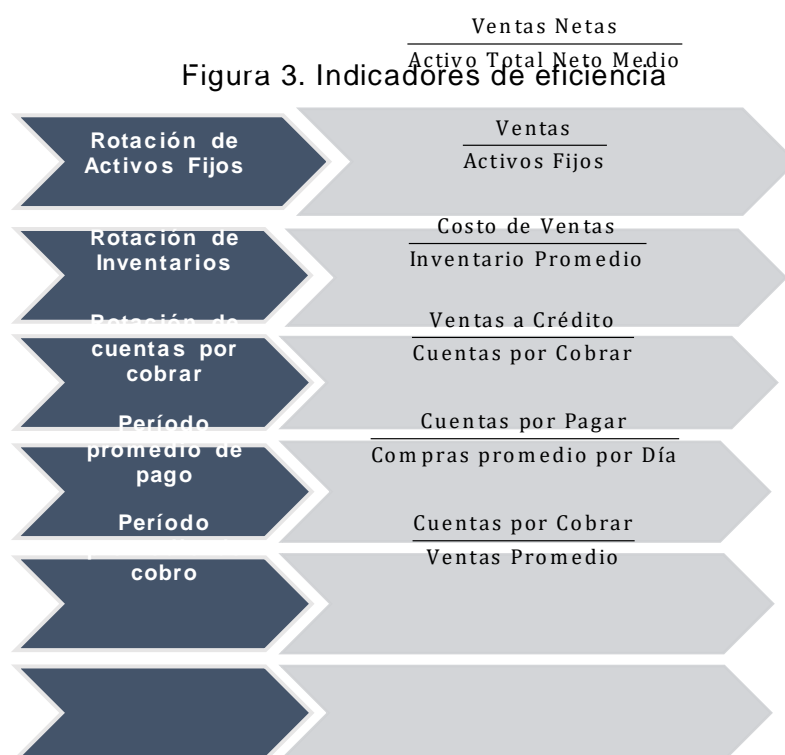 Ventas Netas
Activo Total Neto Medio
Figura 3. Indicadores de eficiencia
Rotación de
Activos Fijos
Ventas
Activos Fijos
Rotación de
Inventarios
Costo de Ventas
Inventario Promedio
Rotación de
cuentas por
cobrar
Ventas a Crédito
Cuentas por Cobrar
Período
promedio de
pago
Cuentas por Pagar
Compras promedio por Día
Período
cobro
Cuentas por Cobrar
Ventas Promedio